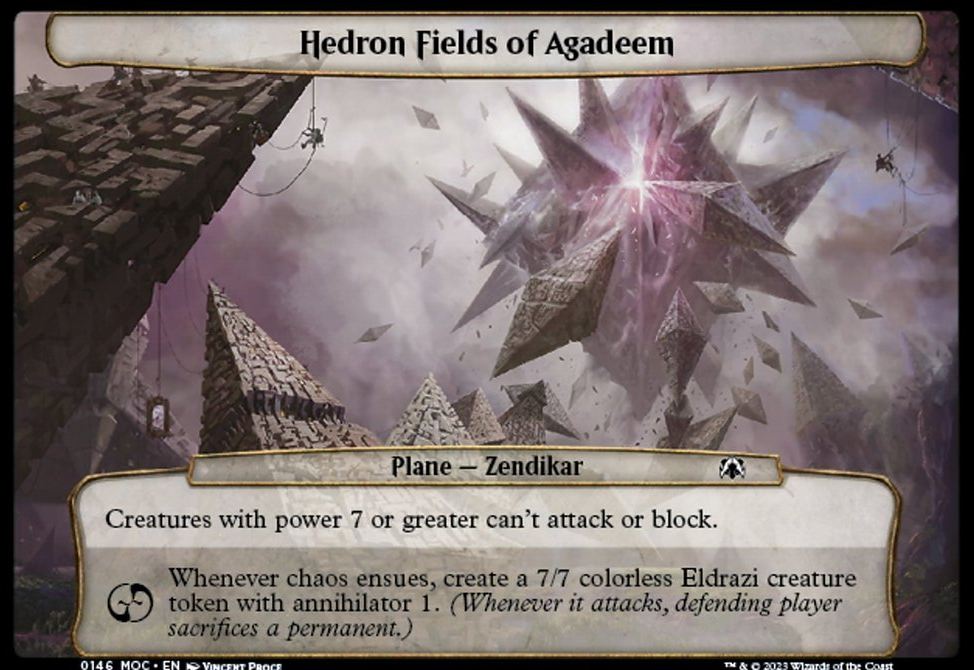 Hedron Fields of Agadeem
Plane — Zendikar
Creatures with power 7 or greater can't attack or block.
Whenever chaos ensues, create a 7/7 colorless Eldrazi creature
token with annihilator 1. (Whenever it attacks, defending player
sacrifices a permanent.)
0146 MOC • EN VINCENT PROCE
™ & © 2023 Wizards of the Coast